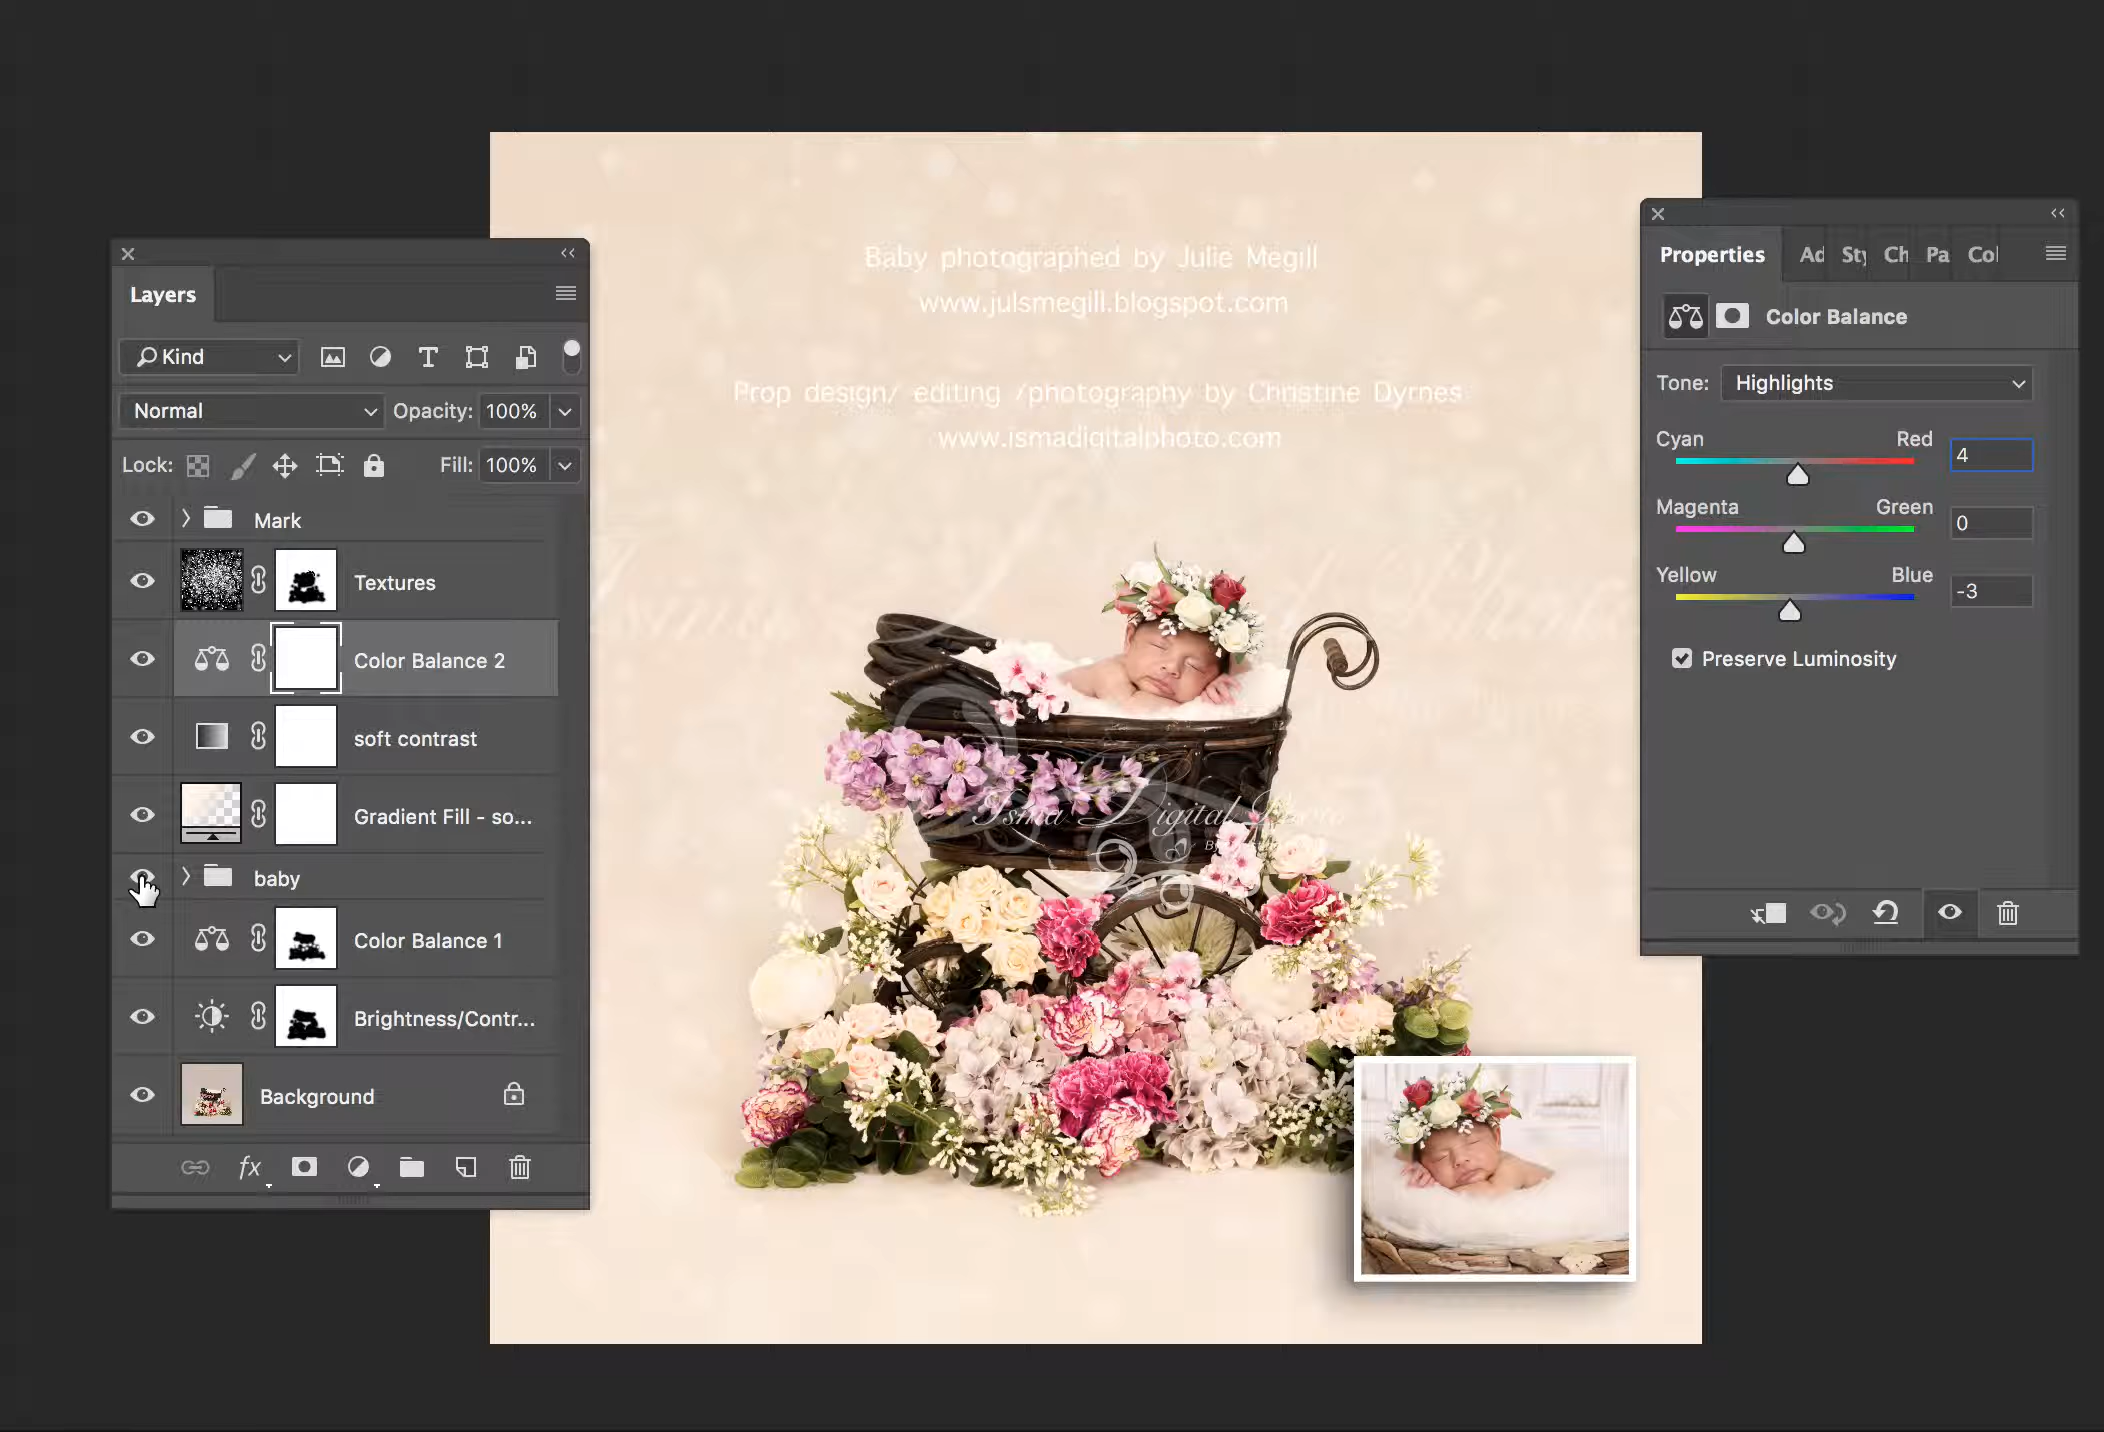 Layers
Kind
Normal
Opacity: 100%
Lock:
Fill: 100%
Mark
Textures
Color Balance 2
soft contrast
Gradient Fill - so...
baby
Color Balance 1
Brightness/Contr...
Background
fx
Baby photographed by Julie Megill
www.julsmegill.blogspot.com
Prop design/ editing /photography by Christine Dyrnes
www.ismadigitalphoto.com
Isma Digital Photo
Properties Ad Sty Ch Pa Col
Color Balance
Tone: Highlights
Cyan Red 4
Magenta Green 0
Yellow Blue -3
Preserve Luminosity